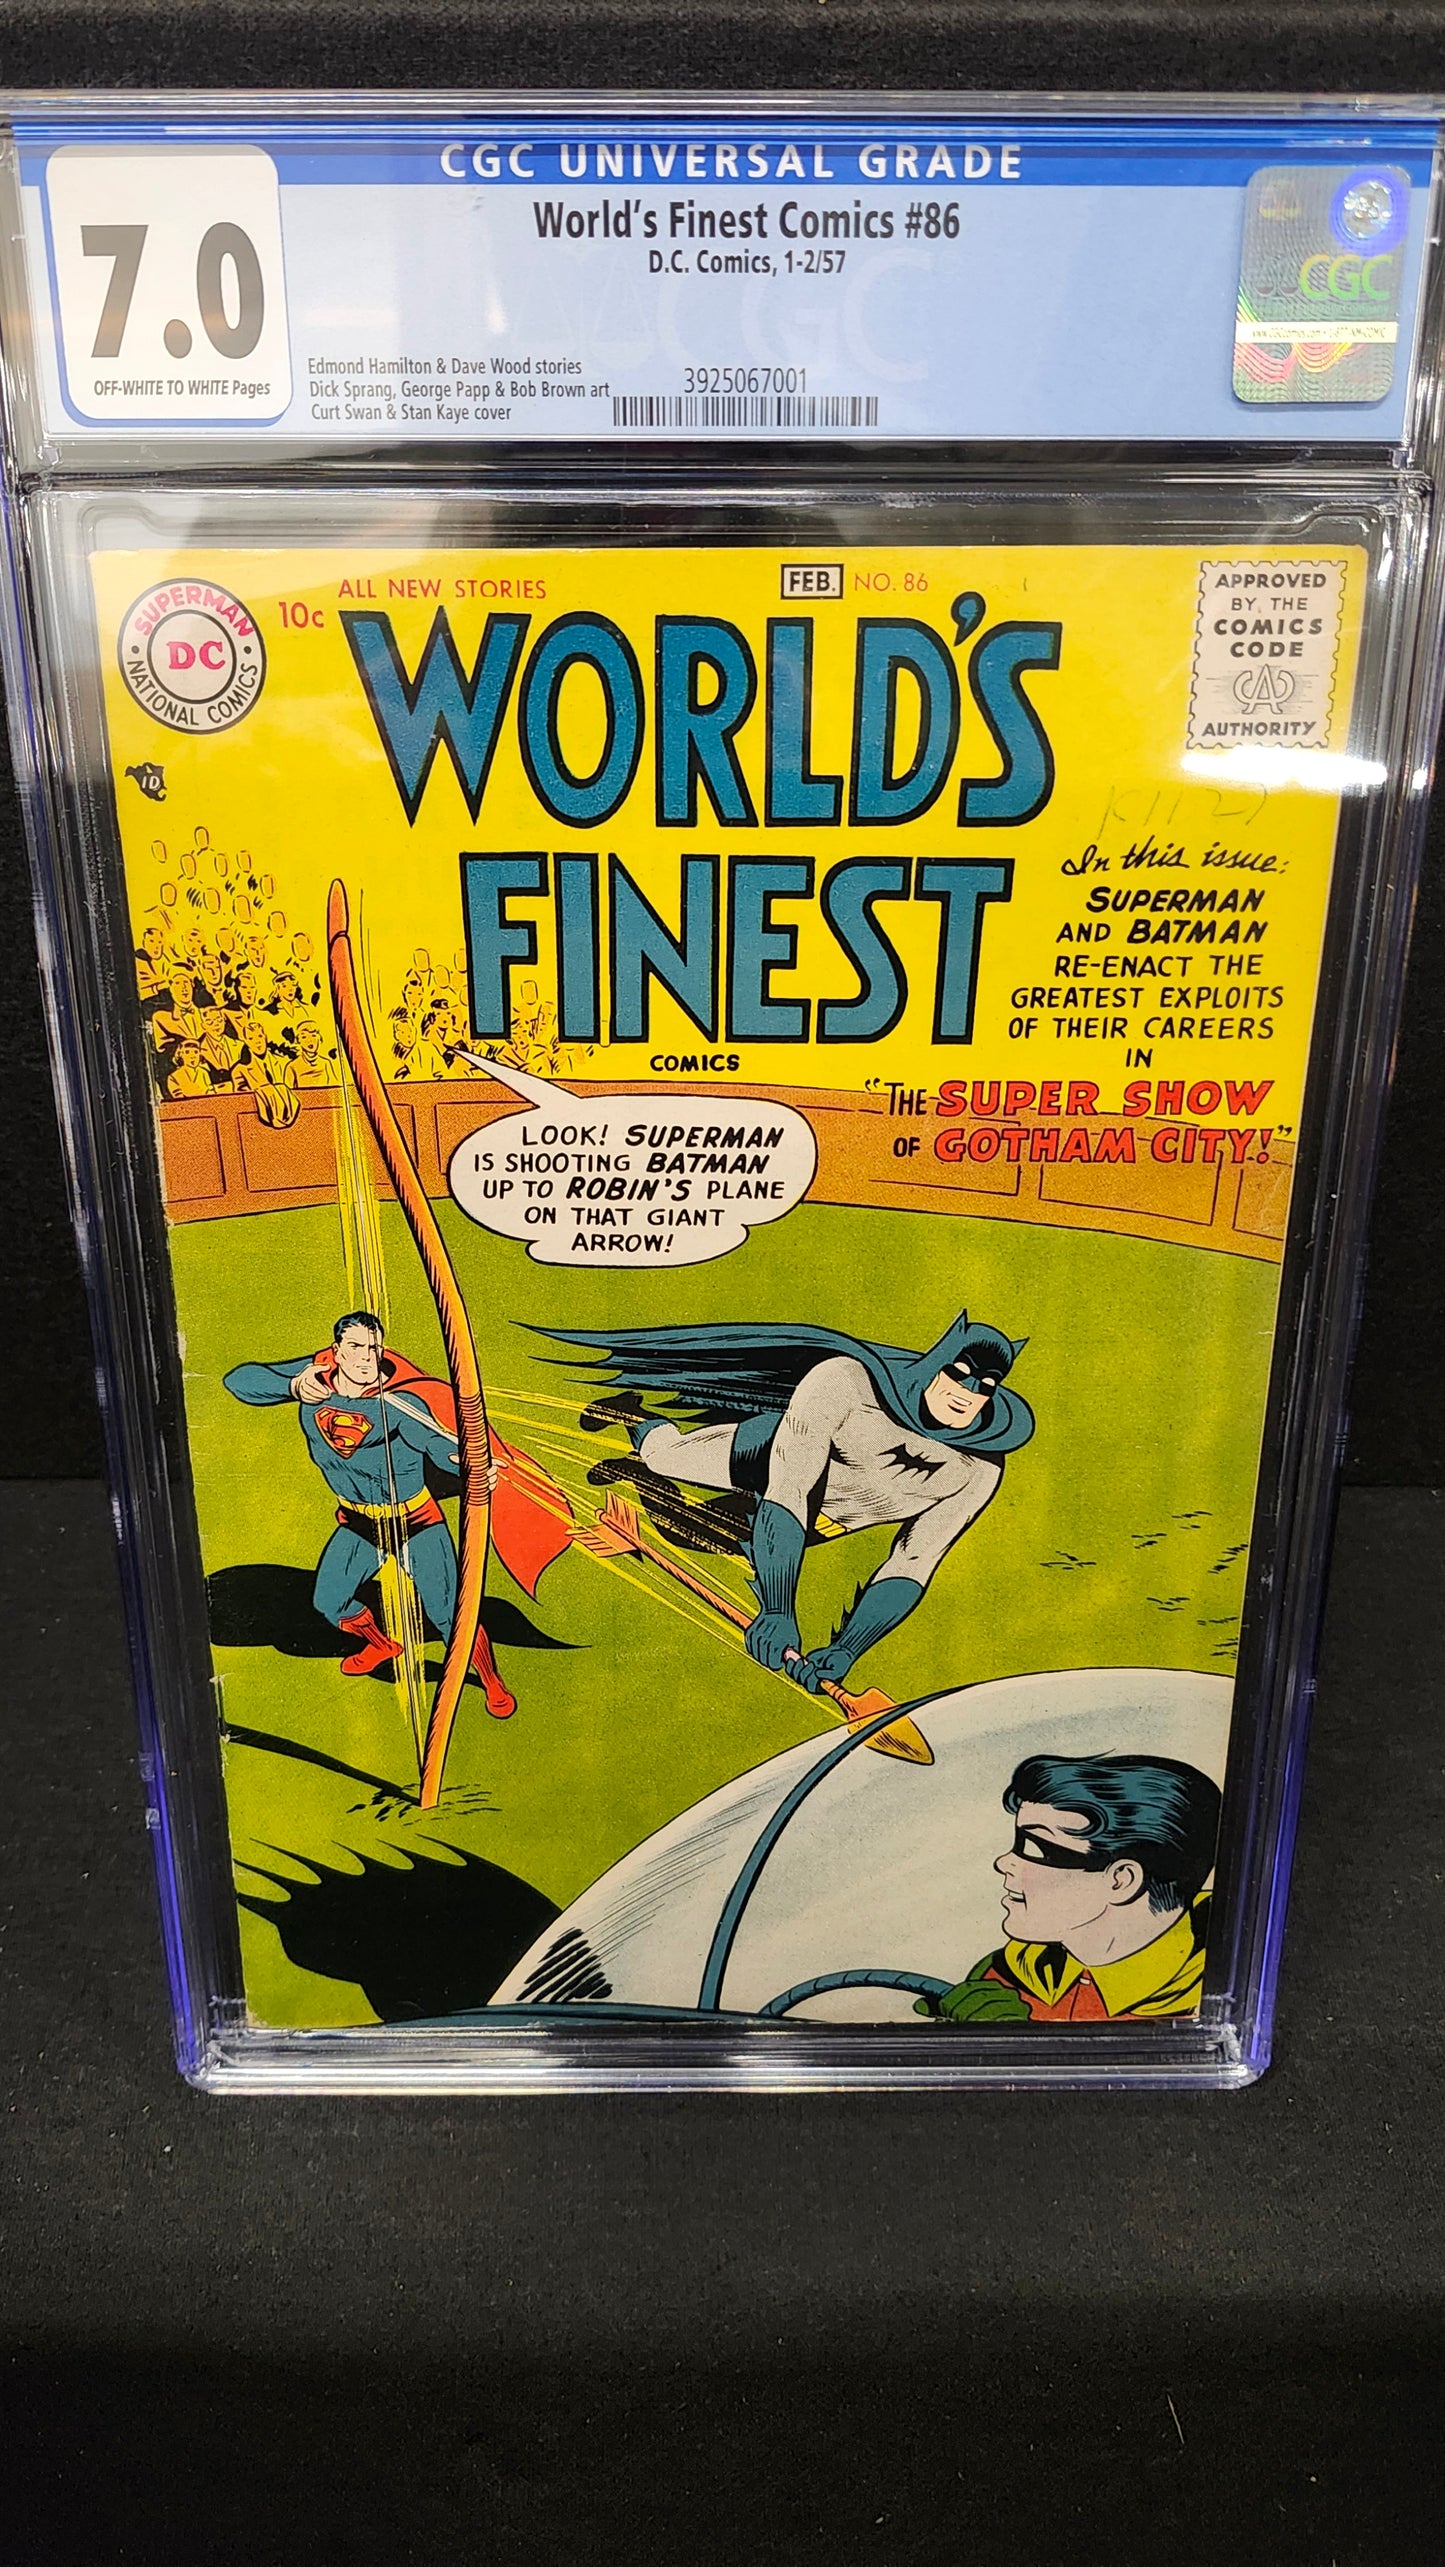 CGC UNIVERSAL GRADE
7.0
OFF-WHITE TO WHITE Pages
World's Finest Comics #86
D.C. Comics, 1-2/57
Edmond Hamilton & Dave Wood stories
Dick Sprang, George Papp & Bob Brown art
Curt Swan & Stan Kaye cover
3925067001
CGC
SUPERMAN
DC
NATIONAL COMICS
10c
ALL NEW STORIES
FEB. NO. 86
WORLD'S
FINEST
COMICS
APPROVED
BY THE
COMICS
CODE
CA
AUTHORITY
ID
In this issue:
SUPERMAN
AND BATMAN
RE-ENACT THE
GREATEST EXPLOITS
OF THEIR CAREERS
IN
"THE SUPER SHOW
OF GOTHAM CITY!"
LOOK! SUPERMAN
IS SHOOTING BATMAN
UP TO ROBIN'S PLANE
ON THAT GIANT
ARROW!
S